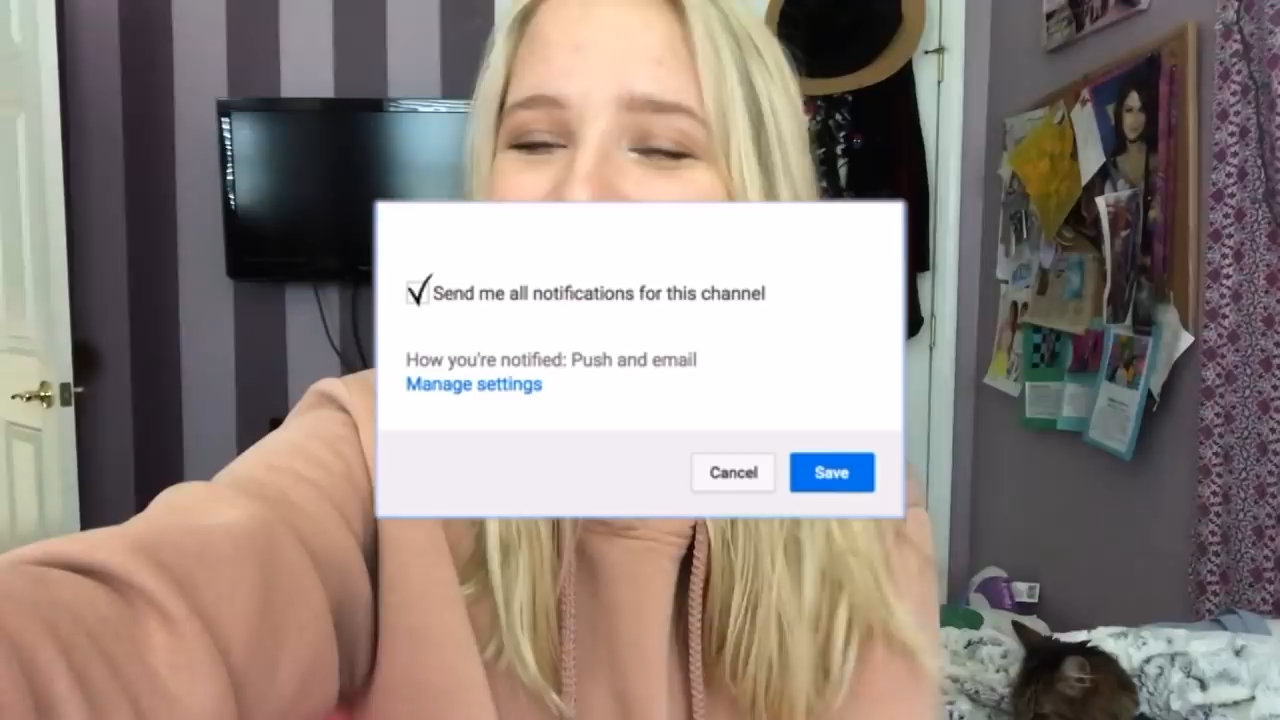 Send me all notifications for this channel
How you're notified: Push and email
Manage settings
Cancel
Save